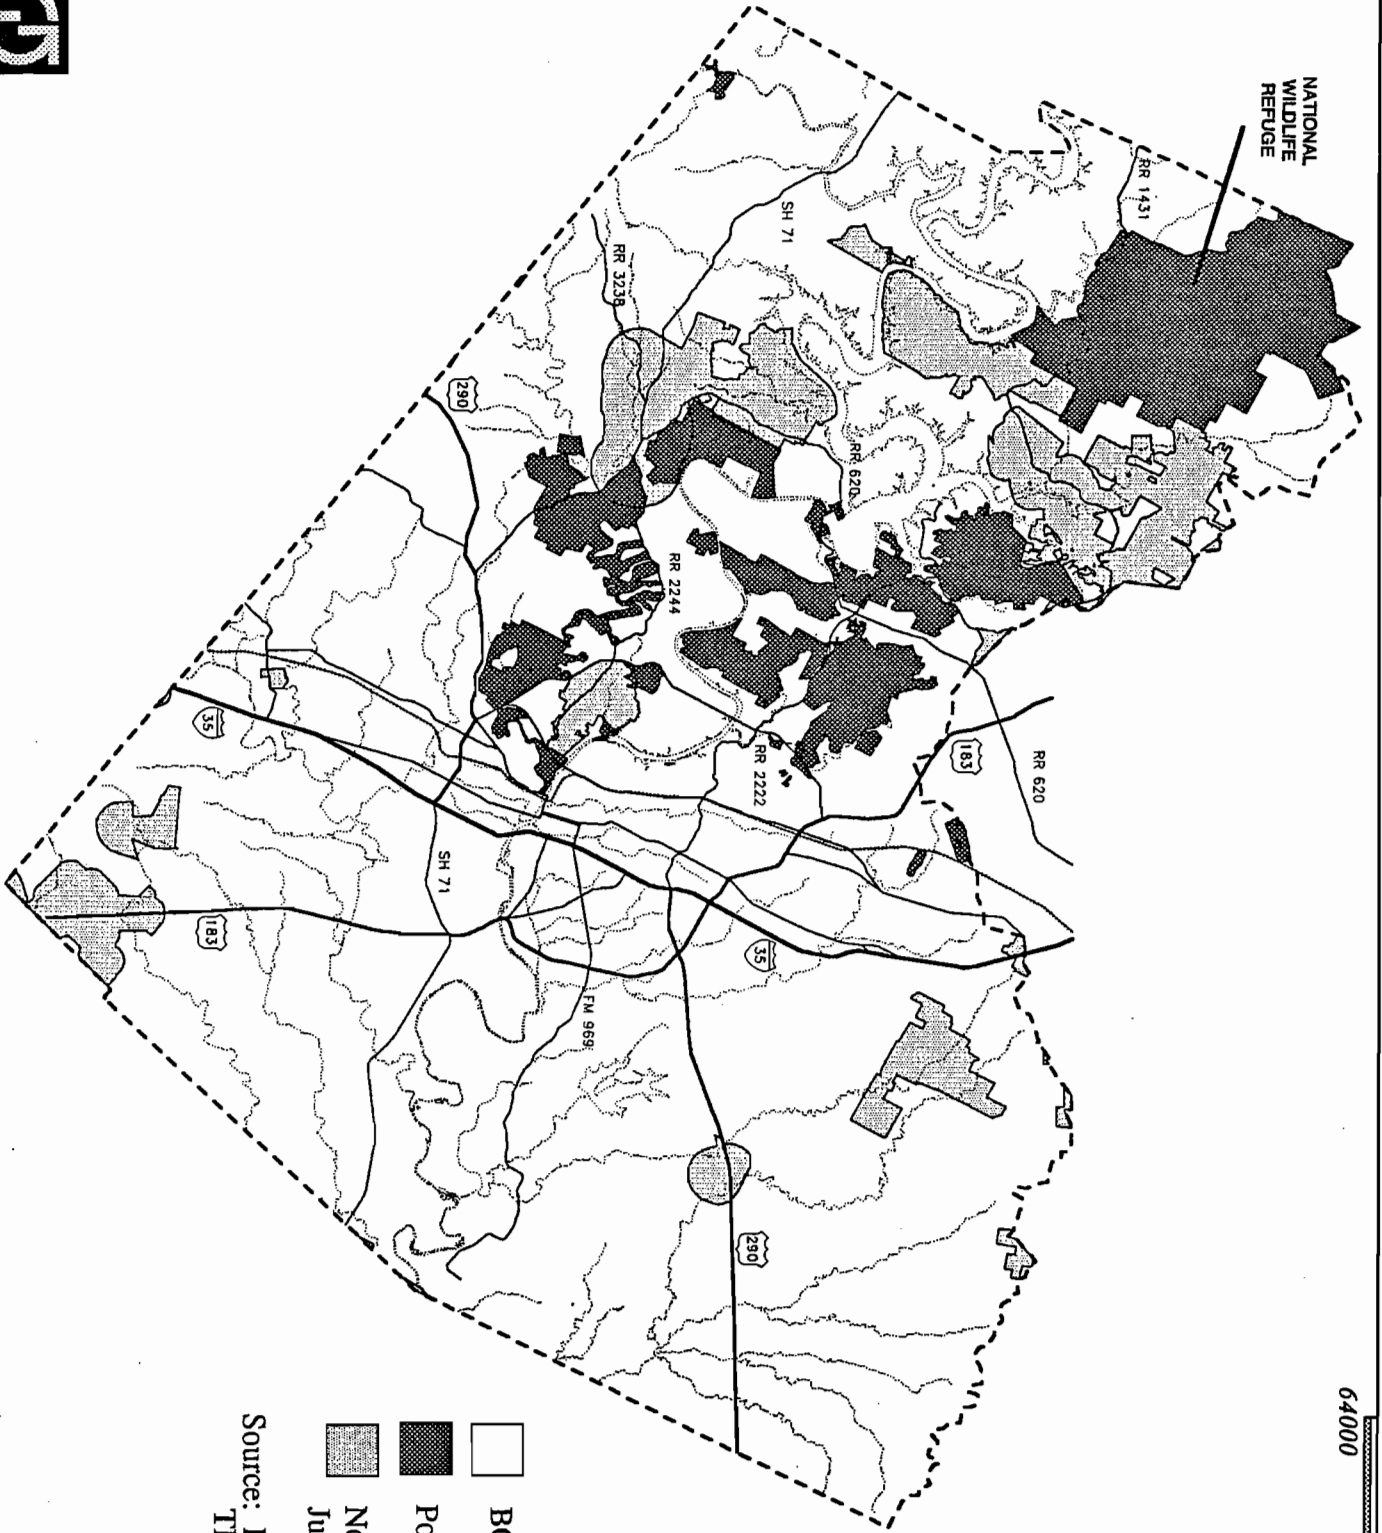 NATIONAL
WILDLIFE
REFUGE
RR 1431
SH 71
RR 3238
290
RR 620
RR 2244
RR 2222
183
RR 620
35
SH 71
183
35
FM 969
290
64000
Source: